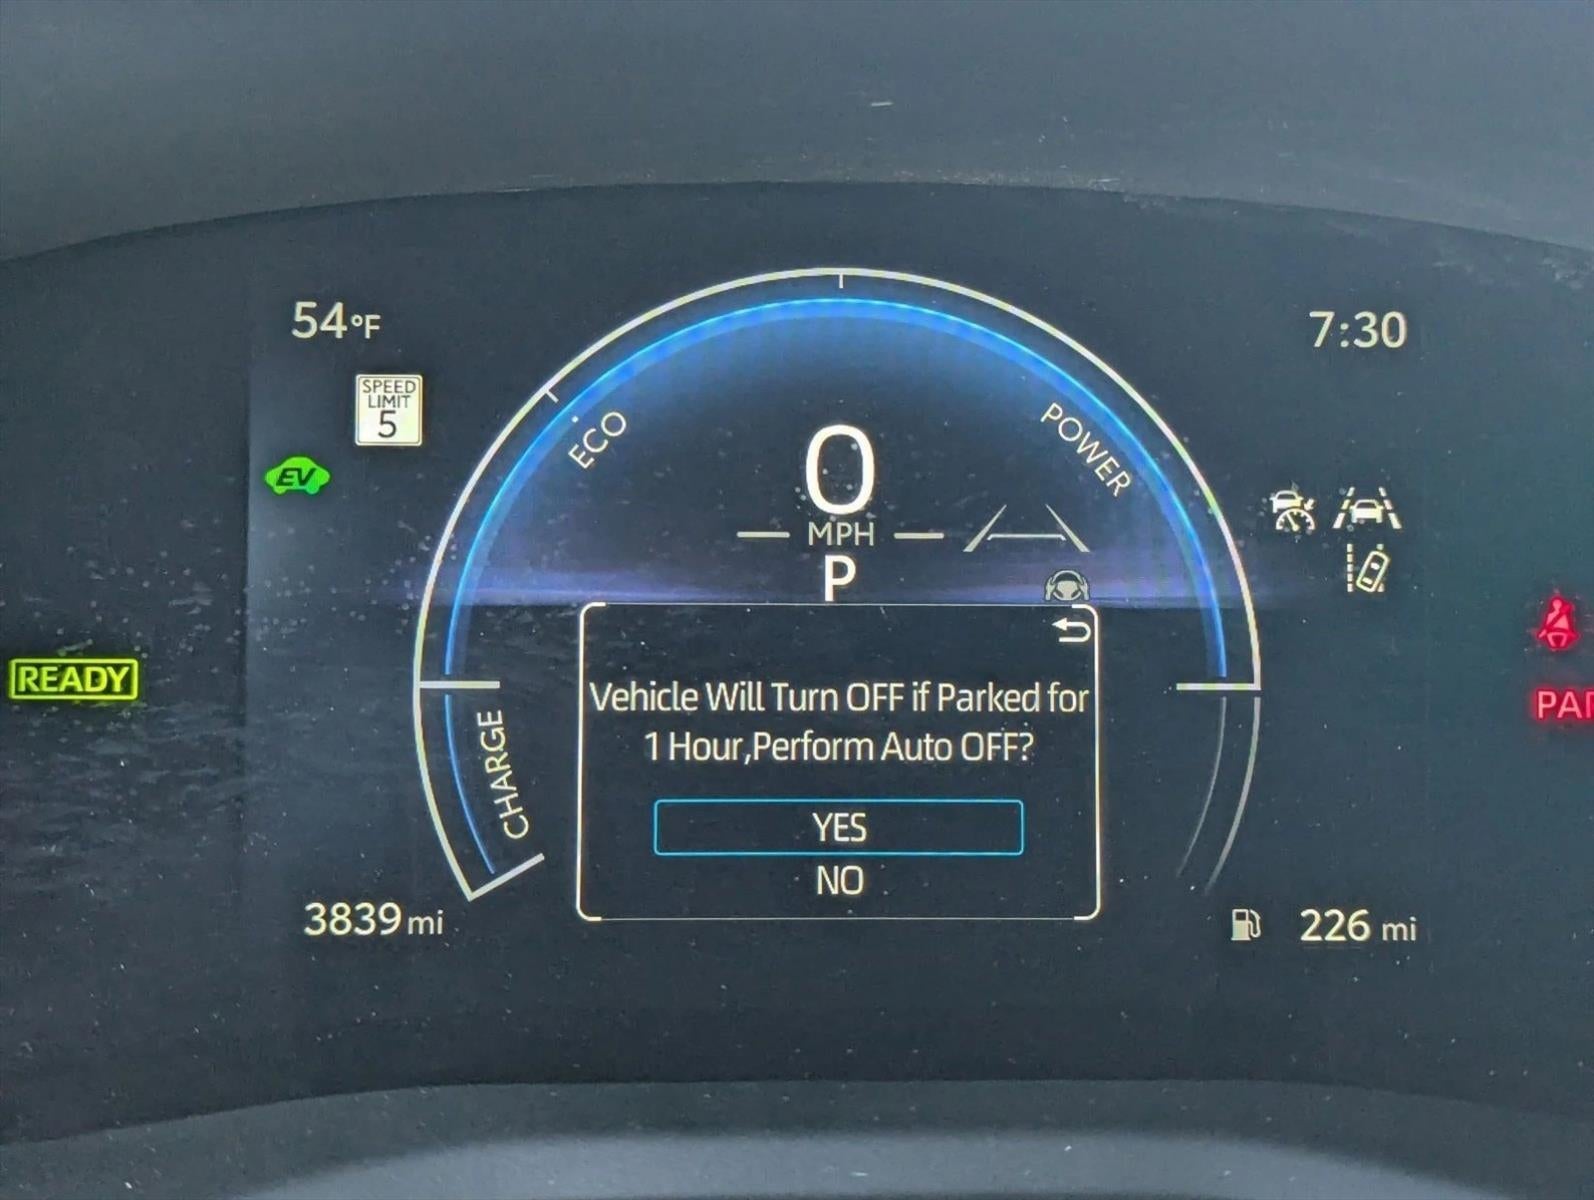 54°F
7:30
SPEED
LIMIT
5
EV
ECO
POWER
0
MPH
P
READY
Vehicle Will Turn OFF if Parked for
1 Hour,Perform Auto OFF?
YES
NO
CHARGE
3839 mi
226 mi